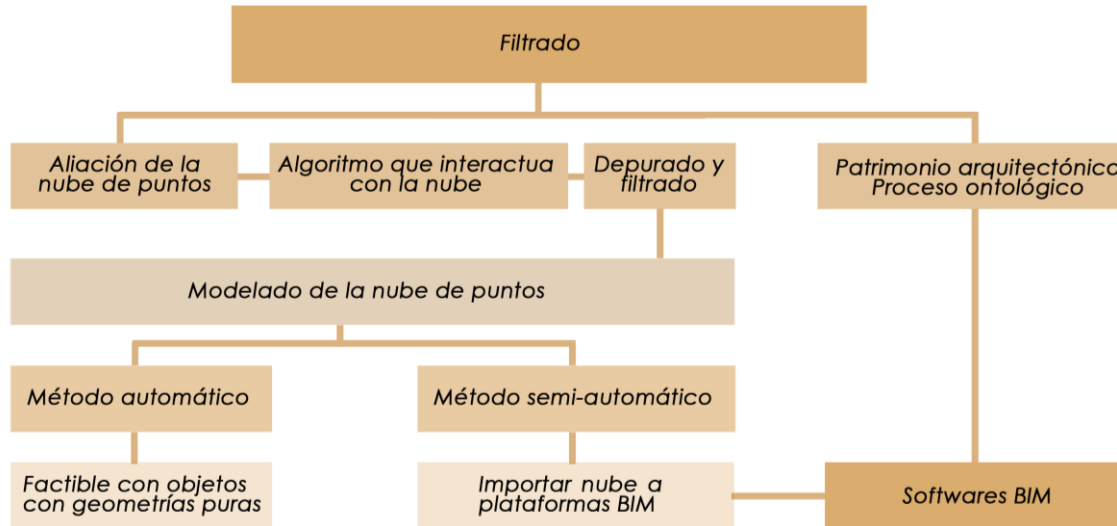 Filtrado
Aliación de la
nube de puntos
Algoritmo que interactua
con la nube
Depurado y
filtrado
Patrimonio arquitectónico
Proceso ontológico
Modelado de la nube de puntos
Método automático
Método semi-automático
Factible con objetos
con geometrías puras
Importar nube a
plataformas BIM
Softwares BIM